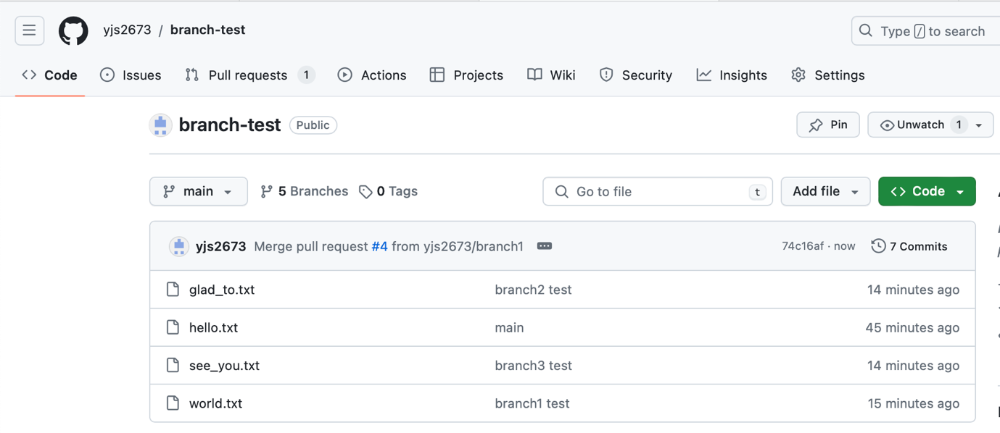 yjs2673 / branch-test
Type / to search
Code Issues Pull requests 1 Actions Projects Wiki Security Insights Settings
branch-test Public
Pin Unwatch 1
main 5 Branches 0 Tags
Go to file t Add file Code
yjs2673 Merge pull request #4 from yjs2673/branch1 74c16af · now 7 Commits
glad_to.txt branch2 test 14 minutes ago
hello.txt main 45 minutes ago
see_you.txt branch3 test 14 minutes ago
world.txt branch1 test 15 minutes ago